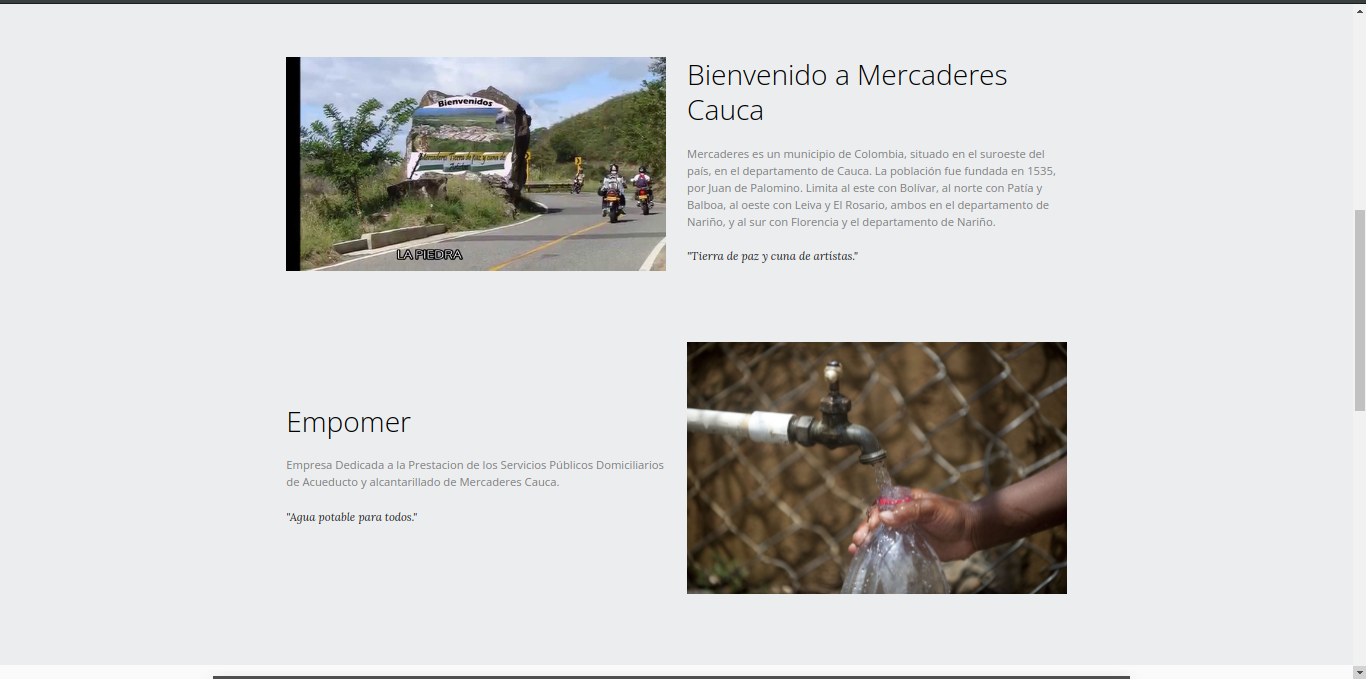 Bienvenidos
Mercaderes Tierra de paz y cuna de
LA PIEDRA
Bienvenido a Mercaderes
Cauca
Mercaderes es un municipio de Colombia, situado en el suroeste del
país, en el departamento de Cauca. La población fue fundada en 1535,
por Juan de Palomino. Limita al este con Bolívar, al norte con Patía y
Balboa, al oeste con Leiva y El Rosario, ambos en el departamento de
Nariño, y al sur con Florencia y el departamento de Nariño.
"Tierra de paz y cuna de artistas."
Empomer
Empresa Dedicada a la Prestacion de los Servicios Públicos Domiciliarios
de Acueducto y alcantarillado de Mercaderes Cauca.
"Agua potable para todos."